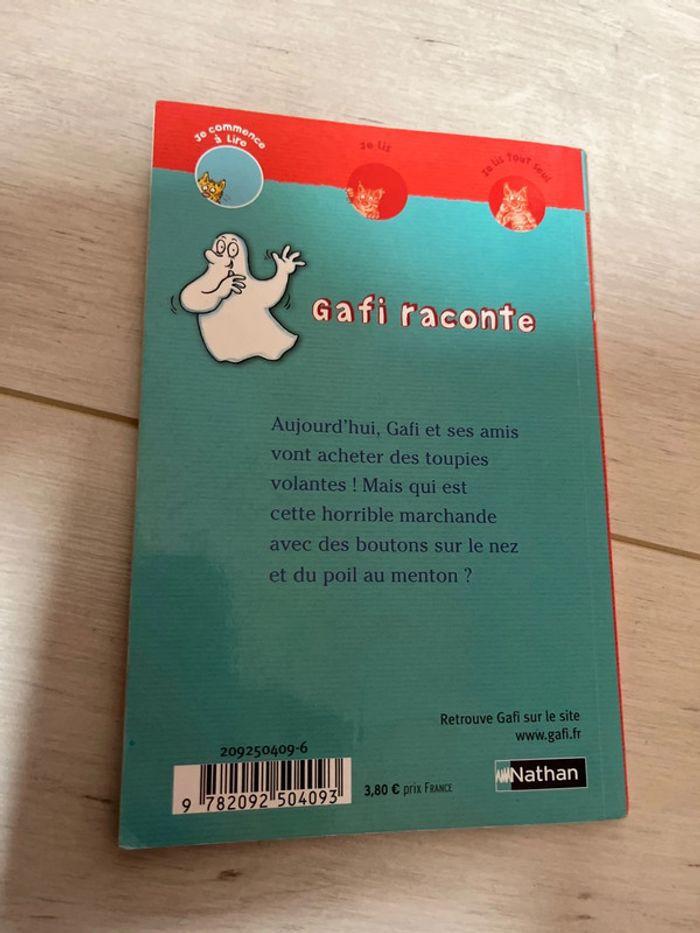 Je commence
à Lire
Je Lis
Je Lis tout seul
Gafi raconte
Aujourd'hui, Gafi et ses amis
vont acheter des toupies
volantes ! Mais qui est
cette horrible marchande
avec des boutons sur le nez
et du poil au menton ?
Retrouve Gafi sur le site
www.gafi.fr
209250409-6
9 782092 504093
3,80 € prix FRANCE
Nathan